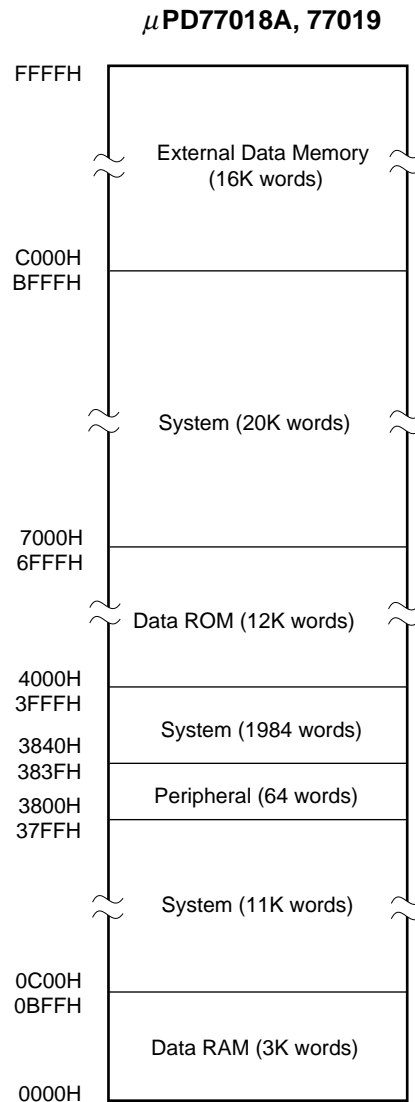 μPD77018A, 77019
FFFFH
External Data Memory
(16K words)
C000H
BFFFH
System (20K words)
7000H
6FFFH
Data ROM (12K words)
4000H
3FFFH
System (1984 words)
3840H
383FH
Peripheral (64 words)
3800H
37FFH
System (11K words)
0C00H
0BFFH
Data RAM (3K words)
0000H